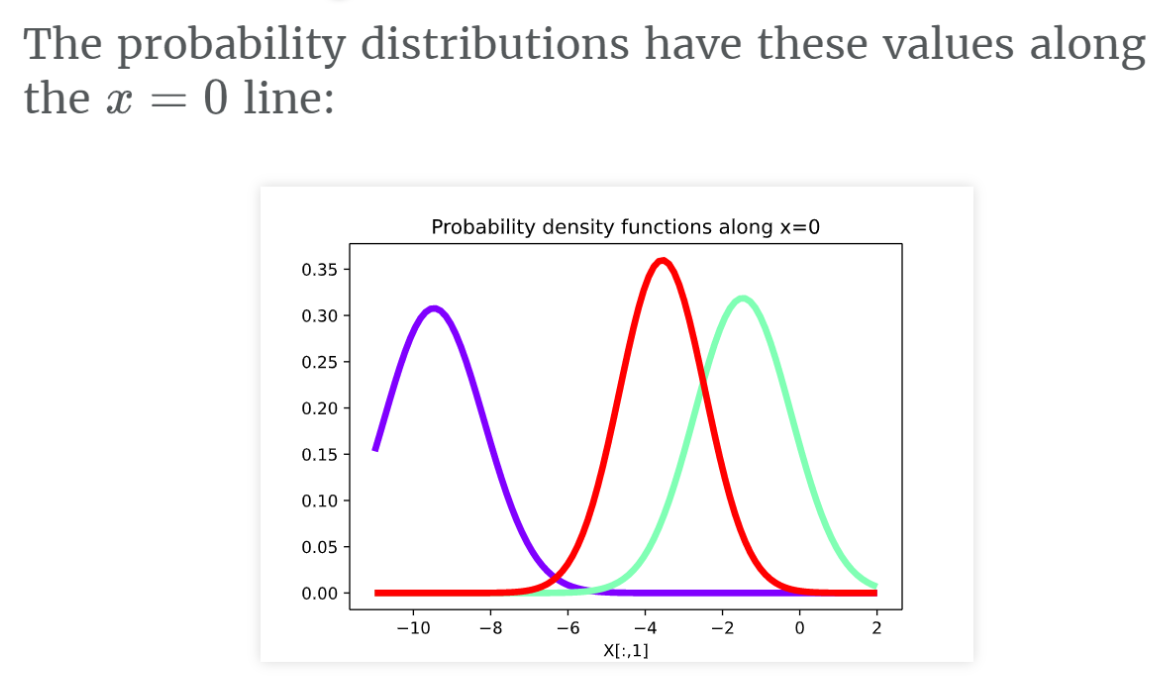 The probability distributions have these values along
the x = 0 line:
Probability density functions along x=0
0.35
0.30
0.25
0.20
0.15
0.10
0.05
0.00
−10 −8 −6 −4 −2 0 2
X[:,1]